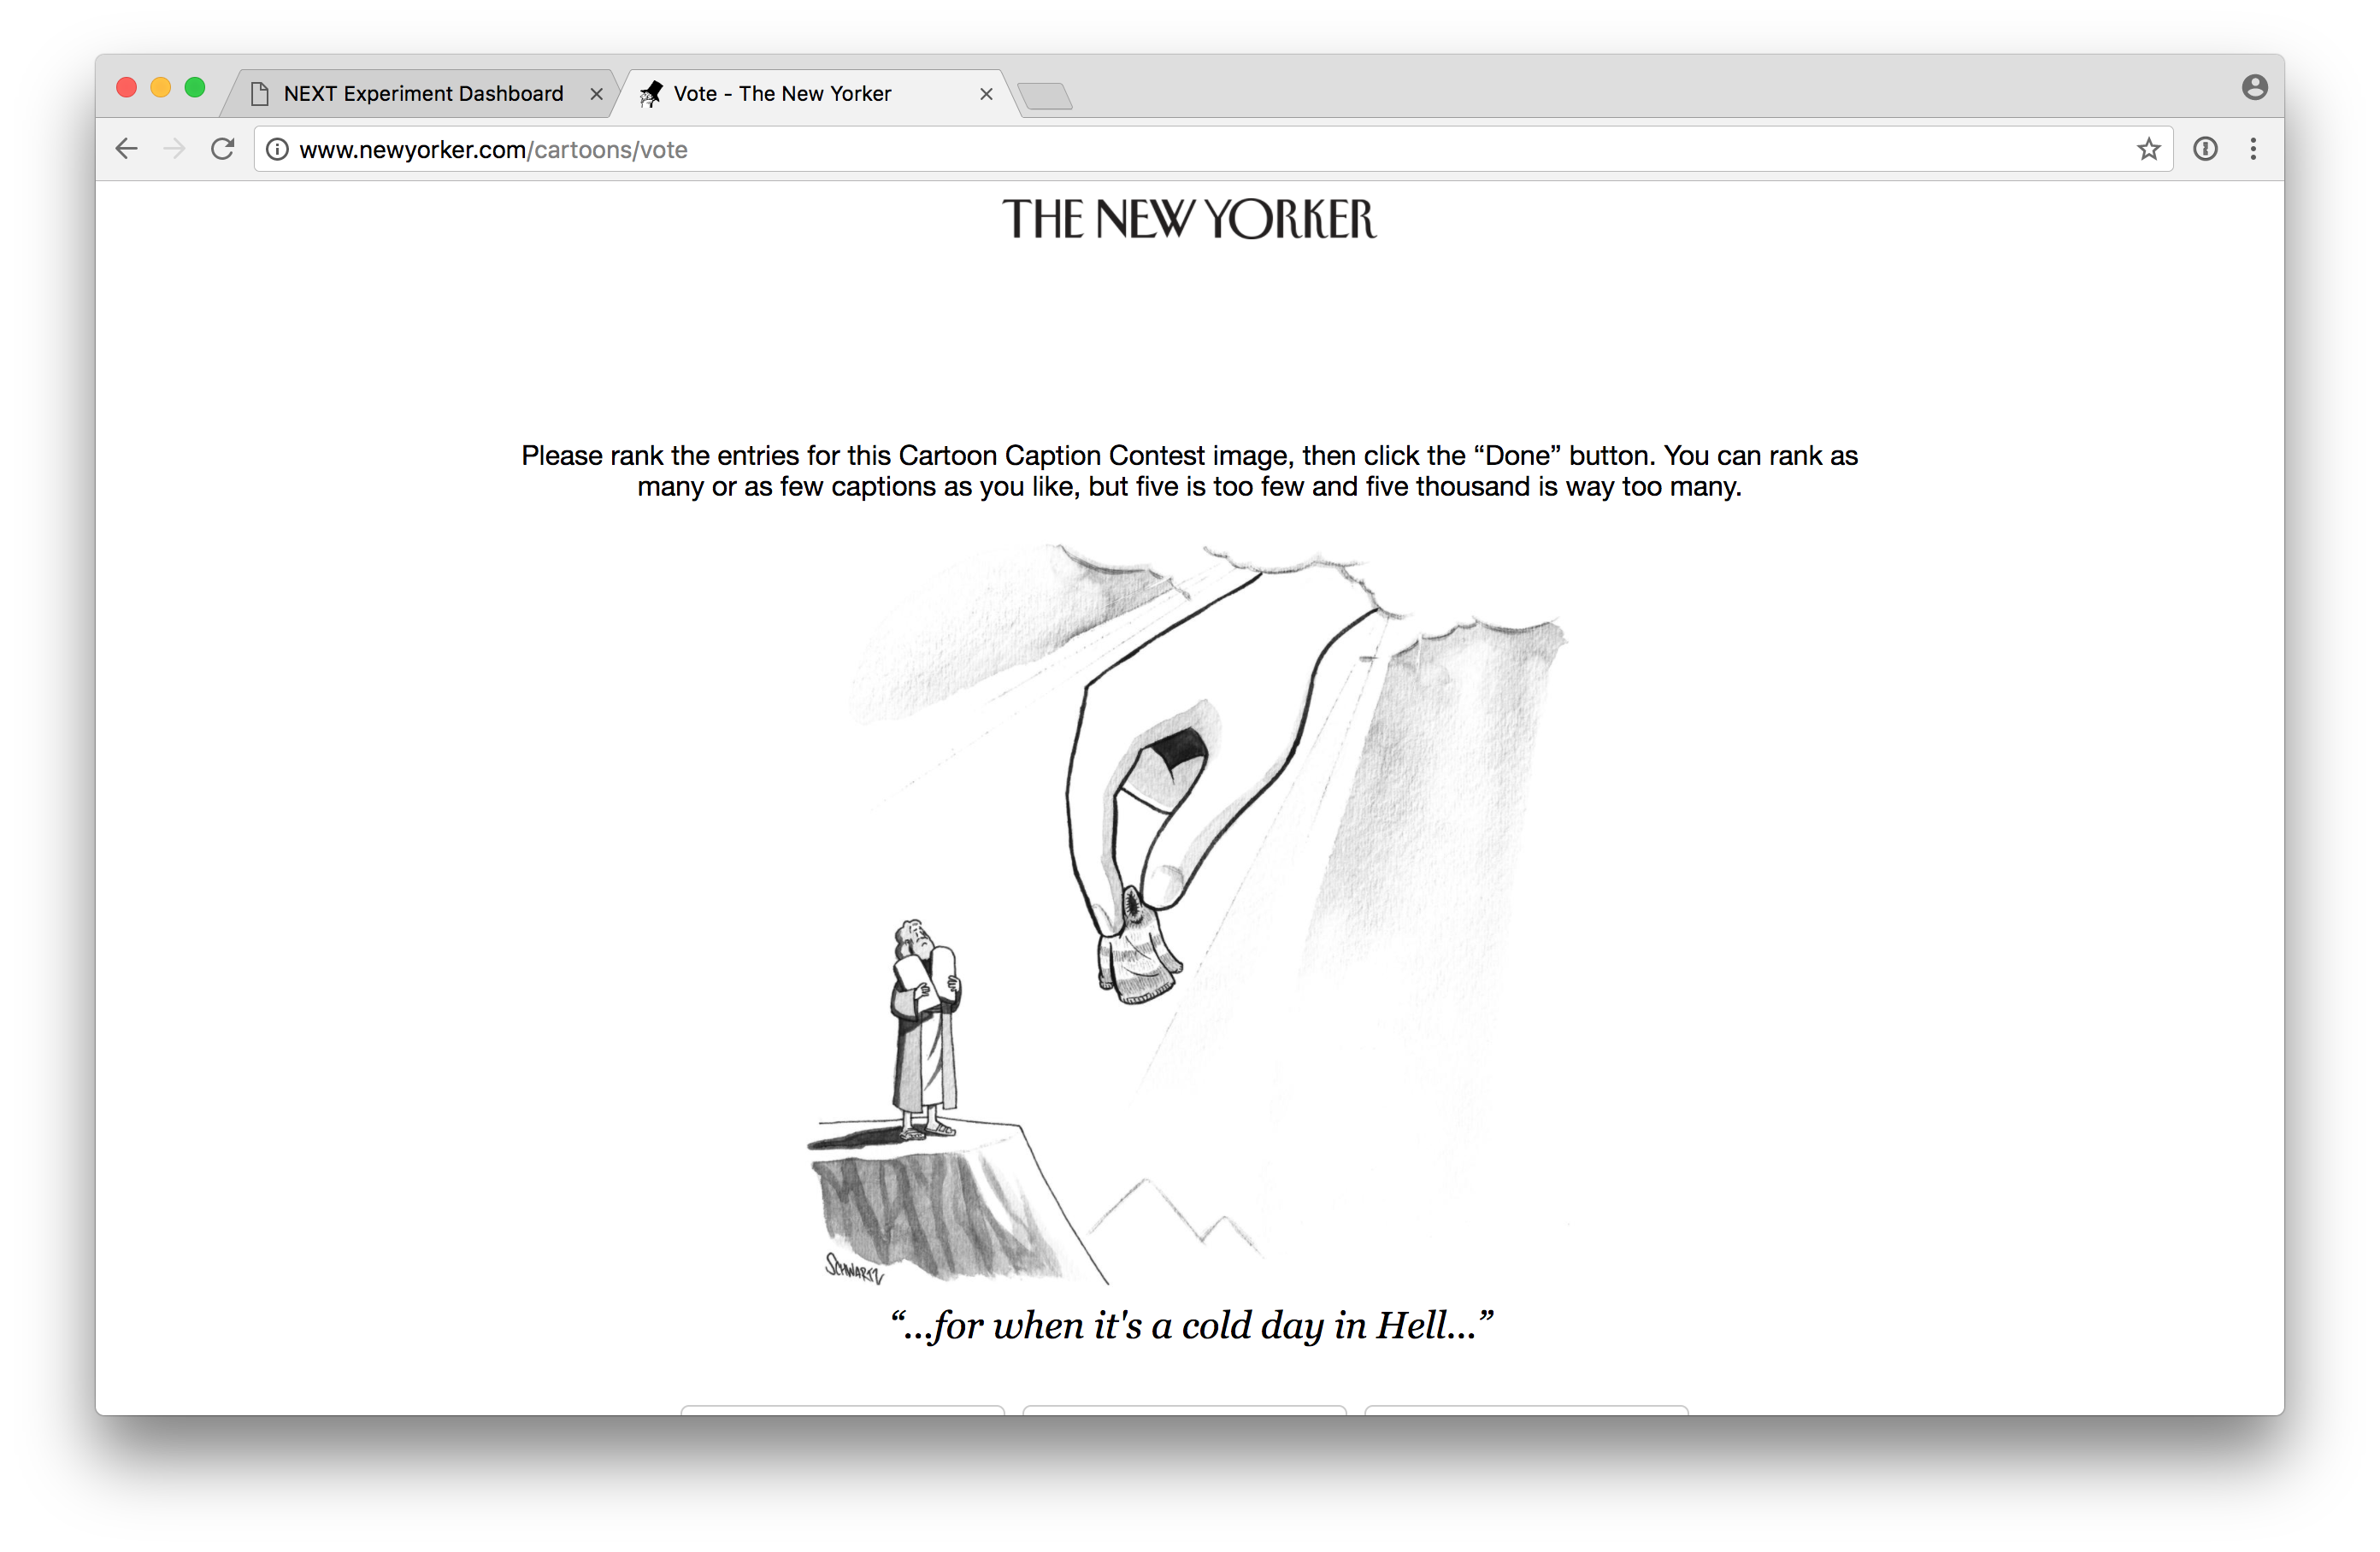 NEXT Experiment Dashboard
Vote - The New Yorker
www.newyorker.com/cartoons/vote
THE NEW YORKER
Please rank the entries for this Cartoon Caption Contest image, then click the “Done” button. You can rank as
many or as few captions as you like, but five is too few and five thousand is way too many.
SCHWARTZ
“...for when it's a cold day in Hell...”